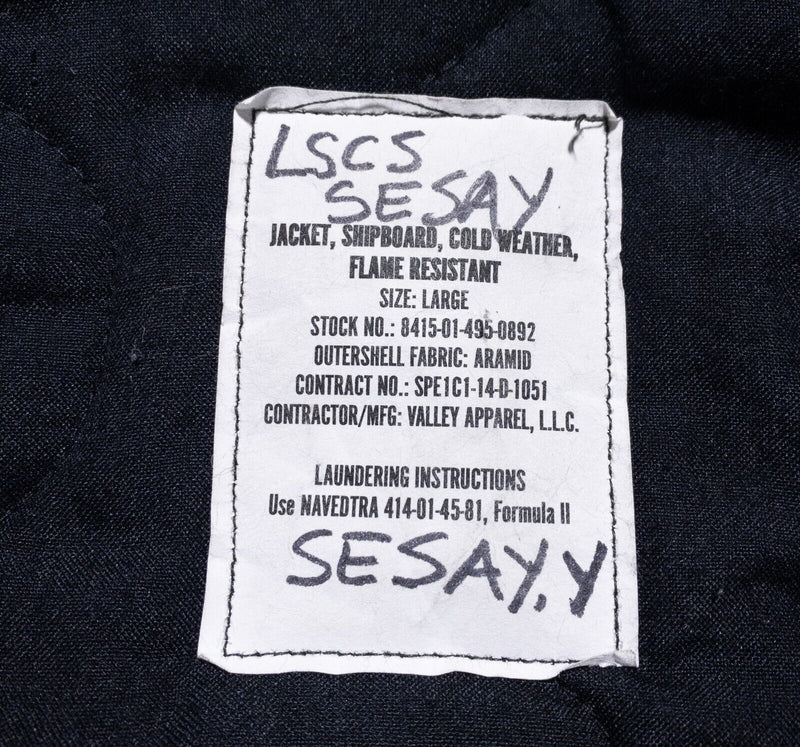 LSCS
SESAY
JACKET, SHIPBOARD, COLD WEATHER,
FLAME RESISTANT
SIZE: LARGE
STOCK NO.: 8415-01-495-0892
OUTERSHELL FABRIC: ARAMID
CONTRACT NO.: SPE1C1-14-D-1051
CONTRACTOR/MFG: VALLEY APPAREL, L.L.C.
LAUNDERING INSTRUCTIONS
Use NAVEDTRA 414-01-45-81, Formula II
SESAY, Y